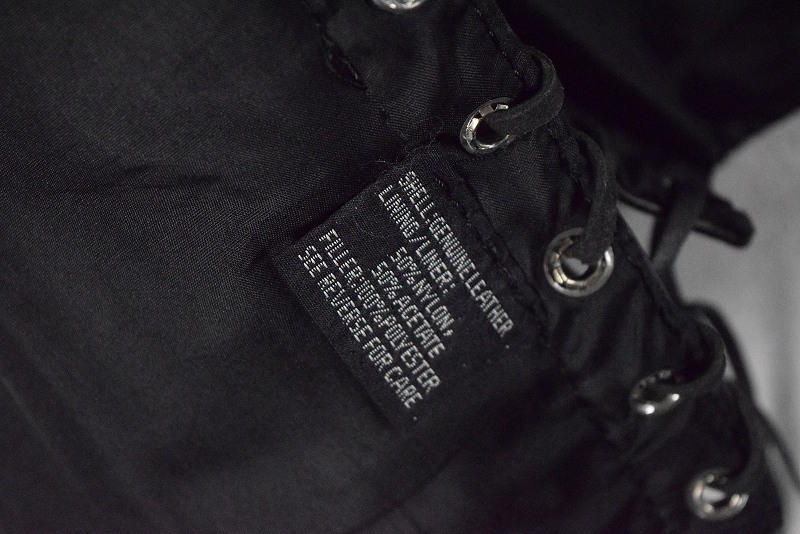 SHELL:GENUINE LEATHER
LINING/LINER:
50% NYLON,
50% ACETATE
FILLER:100%POLYESTER
SEE REVERSE FOR CARE